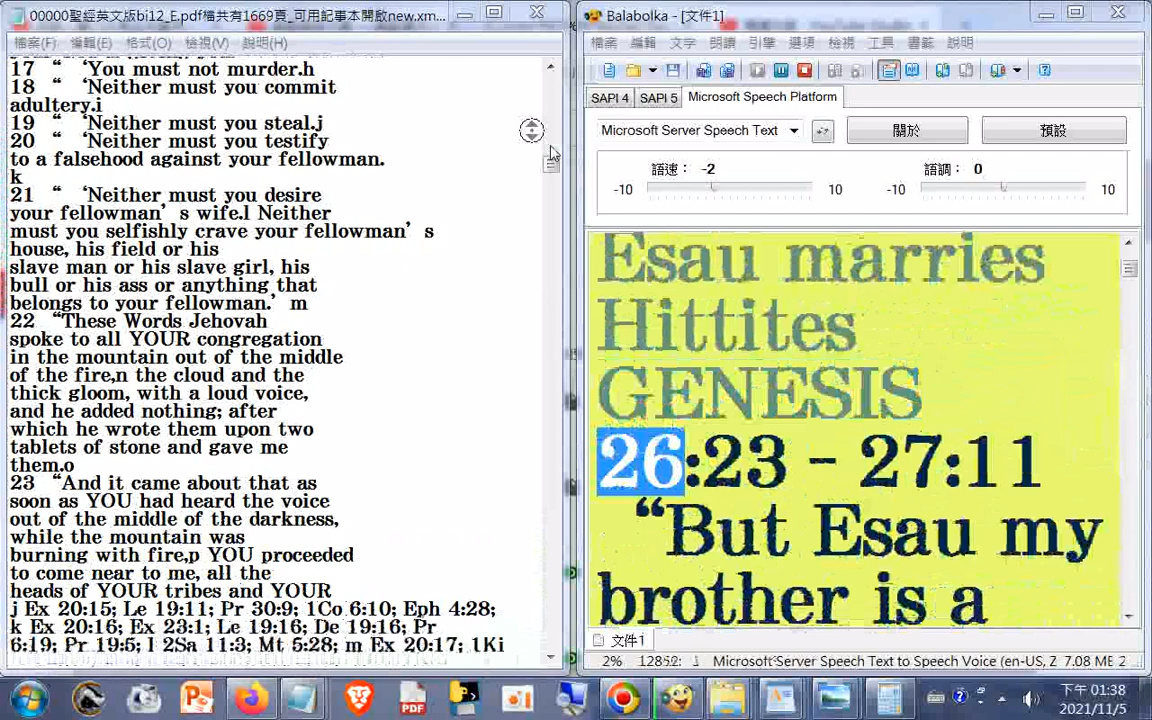 00000聖經英文版bi12_E.pdf檔共有1669頁_可用記事本開啟new.xm...
檔案(F) 編輯(E) 格式(O) 檢視(V) 說明(H)
17 “ ‘You must not murder.h
18 “ ‘Neither must you commit
adultery.i
19 “ ‘Neither must you steal.j
20 “ ‘Neither must you testify
to a falsehood against your fellowman.
k
21 “ ‘Neither must you desire
your fellowman’s wife.l Neither
must you selfishly crave your fellowman’s
house, his field or his
slave man or his slave girl, his
bull or his ass or anything that
belongs to your fellowman.’ m
22 “These Words Jehovah
spoke to all YOUR congregation
in the mountain out of the middle
of the fire,n the cloud and the
thick gloom, with a loud voice,
and he added nothing; after
which he wrote them upon two
tablets of stone and gave me
them.o
23 “And it came about that as
soon as YOU had heard the voice
out of the middle of the darkness,
while the mountain was
burning with fire,p YOU proceeded
to come near to me, all the
heads of YOUR tribes and YOUR
j Ex 20:15; Le 19:11; Pr 30:9; 1Co 6:10; Eph 4:28;
k Ex 20:16; Ex 23:1; Le 19:16; De 19:16; Pr
6:19; Pr 19:5; l 2Sa 11:3; Mt 5:28; m Ex 20:17; 1Ki
Balabolka - [文件1]
檔案 編輯 文字 朗讀 引擎 選項 檢視 工具 書籤 說明
SAPI 4 SAPI 5 Microsoft Speech Platform
Microsoft Server Speech Text 關於 預設
語速： -2 語調： 0
-10 10 -10 10
Esau marries
Hittites
GENESIS
26:23 - 27:11
“But Esau my
brother is a
文件1
2% 12852: 1 Microsoft Server Speech Text to Speech Voice (en-US, Z 7.08 MB 2
PDF
下午 01:38
2021/11/5